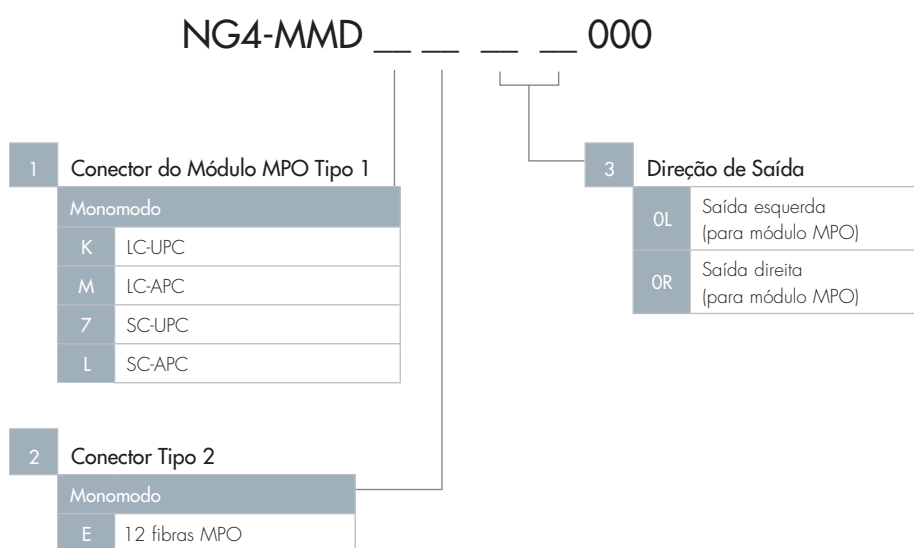 NG4-MMD __ __ __ __ 000
1 Conector do Módulo MPO Tipo 1
Monomodo
K LC-UPC
M LC-APC
7 SC-UPC
L SC-APC
2 Conector Tipo 2
Monomodo
E 12 fibras MPO
3 Direção de Saída
0L Saída esquerda
(para módulo MPO)
0R Saída direita
(para módulo MPO)